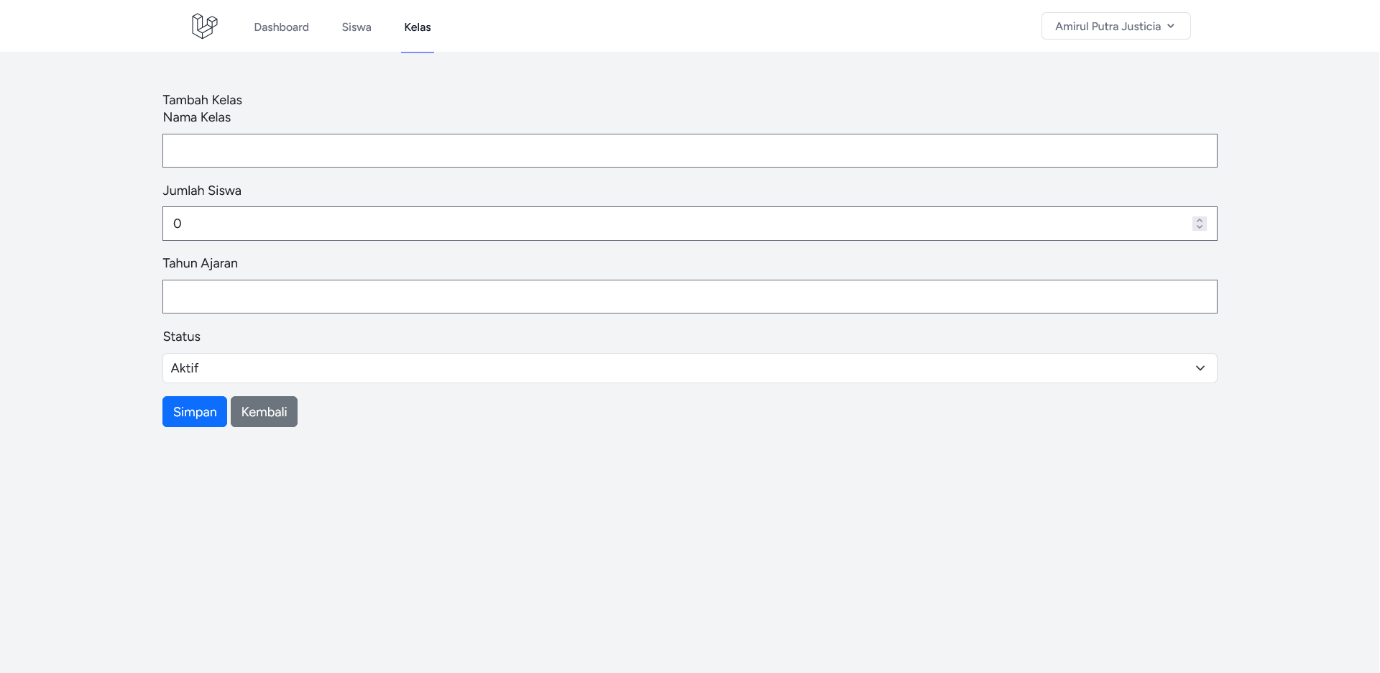 Dashboard Siswa Kelas Amirul Putra Justicia
Tambah Kelas
Nama Kelas
Jumlah Siswa
0
Tahun Ajaran
Status
Aktif
Simpan Kembali